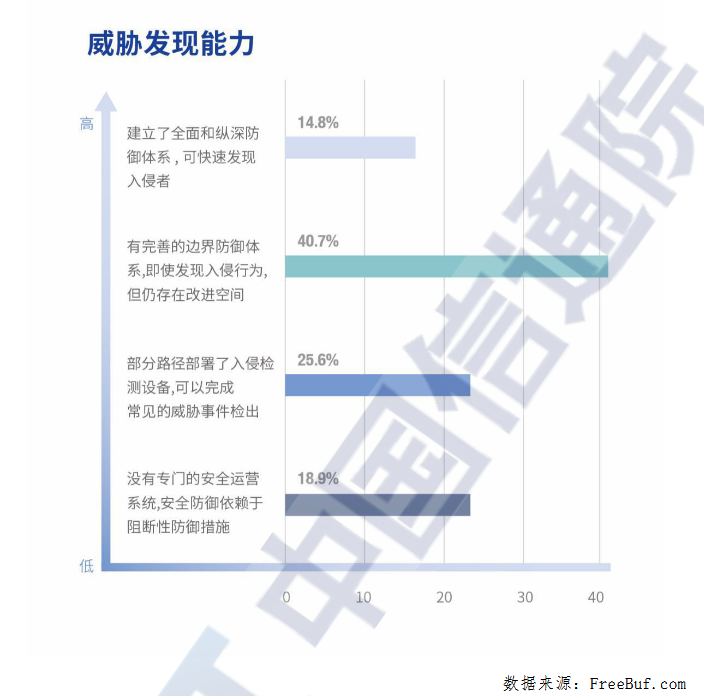 威胁发现能力
高
建立了全面和纵深防
御体系，可快速发现
入侵者
14.8%
有完善的边界防御体
系,即使发现入侵行为,
但仍存在改进空间
40.7%
部分路径部署了入侵检
测设备,可以完成
常见的威胁事件检出
25.6%
没有专门的安全运营
系统,安全防御依赖于
阻断性防御措施
18.9%
低
0 10 20 30 40
中国信通院
数据来源：FreeBuf.com